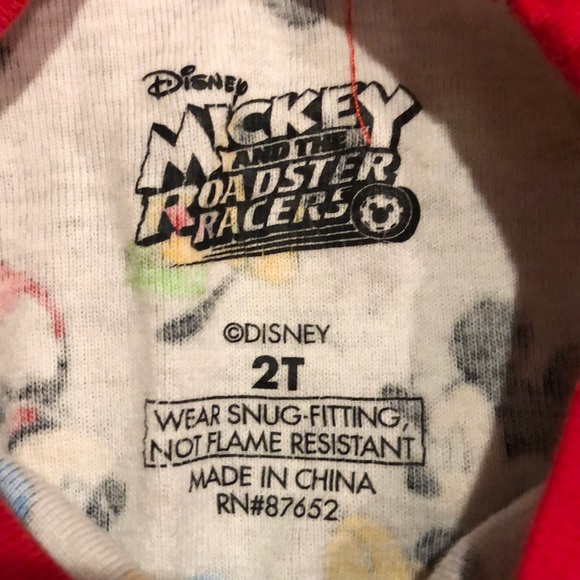 Disney
MICKEY
AND THE
ROADSTER
RACERS
©DISNEY
2T
WEAR SNUG-FITTING,
NOT FLAME RESISTANT
MADE IN CHINA
RN#87652